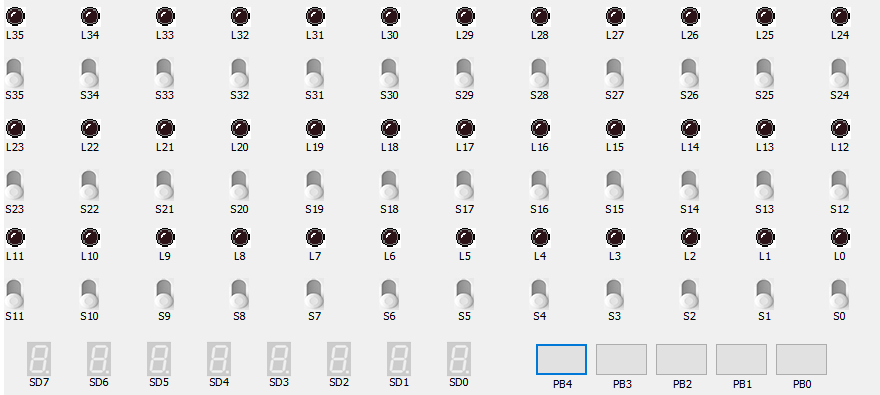 L35 L34 L33 L32 L31 L30 L29 L28 L27 L26 L25 L24
S35 S34 S33 S32 S31 S30 S29 S28 S27 S26 S25 S24
L23 L22 L21 L20 L19 L18 L17 L16 L15 L14 L13 L12
S23 S22 S21 S20 S19 S18 S17 S16 S15 S14 S13 S12
L11 L10 L9 L8 L7 L6 L5 L4 L3 L2 L1 L0
S11 S10 S9 S8 S7 S6 S5 S4 S3 S2 S1 S0
SD7 SD6 SD5 SD4 SD3 SD2 SD1 SD0 PB4 PB3 PB2 PB1 PB0